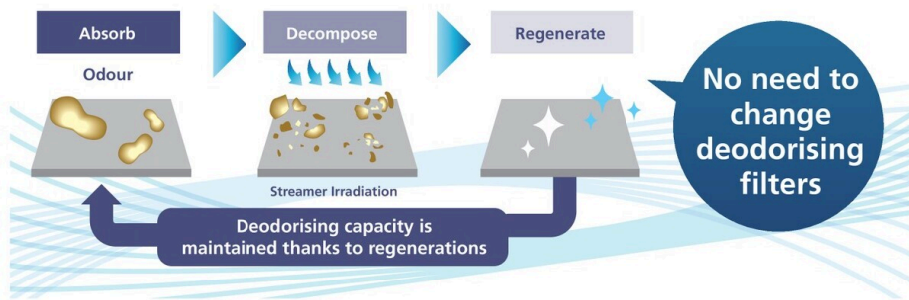 Absorb
Decompose
Regenerate
Odour
No need to
change
deodorising
filters
Streamer Irradiation
Deodorising capacity is
maintained thanks to regenerations